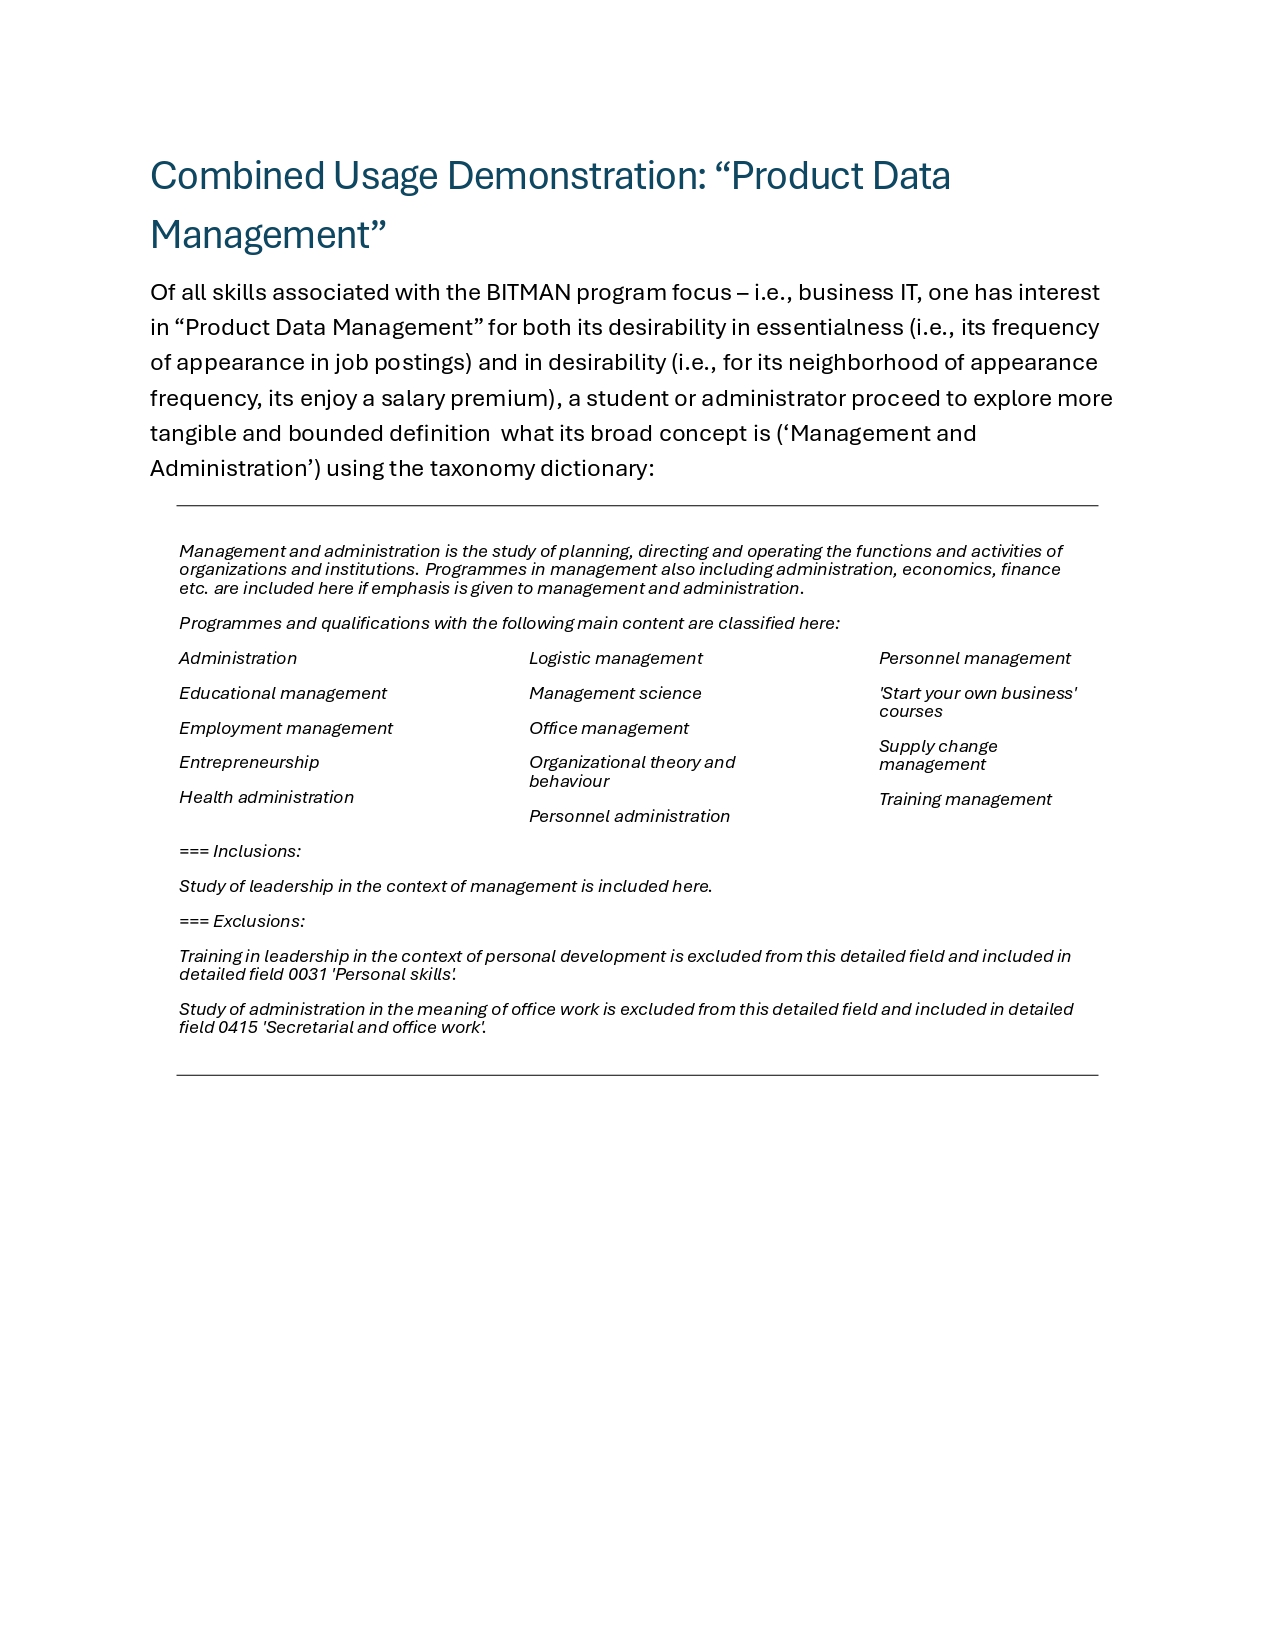 Combined Usage Demonstration: “Product Data
Management”
Of all skills associated with the BITMAN program focus – i.e., business IT, one has interest
in “Product Data Management” for both its desirability in essentialness (i.e., its frequency
of appearance in job postings) and in desirability (i.e., for its neighborhood of appearance
frequency, its enjoy a salary premium), a student or administrator proceed to explore more
tangible and bounded definition  what its broad concept is (‘Management and
Administration’) using the taxonomy dictionary:
Management and administration is the study of planning, directing and operating the functions and activities of
organizations and institutions. Programmes in management also including administration, economics, finance
etc. are included here if emphasis is given to management and administration.
Programmes and qualifications with the following main content are classified here:
Administration
Educational management
Employment management
Entrepreneurship
Health administration
Logistic management
Management science
Office management
Organizational theory and
behaviour
Personnel administration
Personnel management
'Start your own business'
courses
Supply change
management
Training management
=== Inclusions:
Study of leadership in the context of management is included here.
=== Exclusions:
Training in leadership in the context of personal development is excluded from this detailed field and included in
detailed field 0031 'Personal skills'.
Study of administration in the meaning of office work is excluded from this detailed field and included in detailed
field 0415 'Secretarial and office work'.